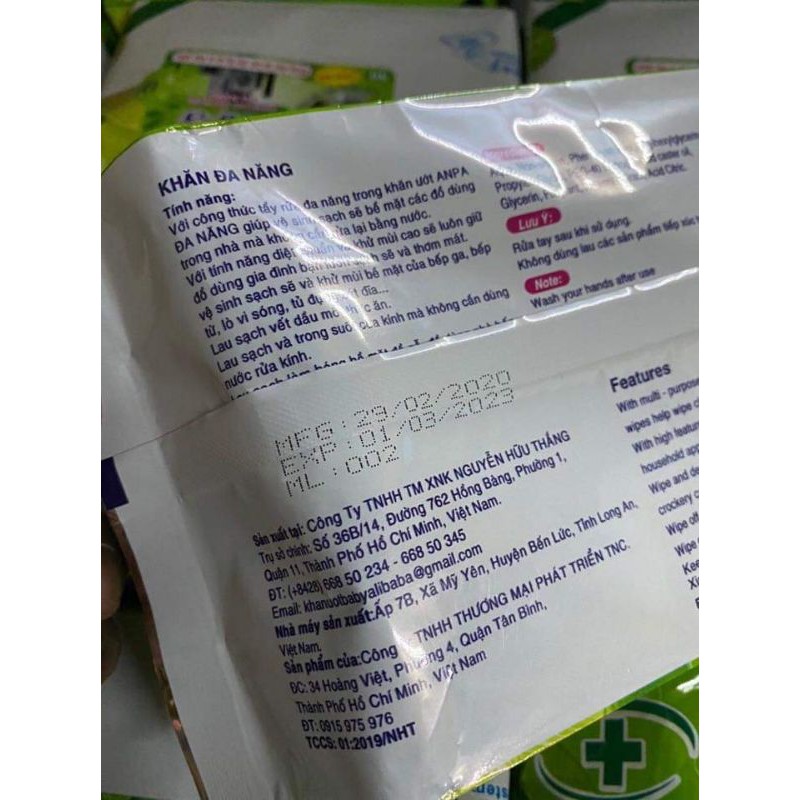 KHĂN ĐA NĂNG
Tính năng:
Với công thức tẩy rửa đa năng trong khăn ướt ANPA
ĐA NĂNG giúp vệ sinh sạch sẽ bề mặt các đồ dùng
trong nhà mà không cần rửa lại bằng nước.
Với tính năng diệt khuẩn và khử mùi cao sẽ luôn giữ
đồ dùng gia đình bạn luôn sạch sẽ và thơm mát.
vệ sinh sạch sẽ và khử mùi bề mặt của bếp ga, bếp
từ, lò vi sóng, tủ đựng đĩa...
Lau sạch vết dầu mỡ thức ăn.
Lau sạch và trong suốt của kính mà không cần dùng
nước rửa kính.
caster oil,
Glycerin,
Acid Citric.
Lưu Ý:
Rửa tay sau khi sử dụng.
Không dùng lau các sản phẩm tiếp xúc
Note:
Wash your hands after use
MFG: 29/02/2020
EXP: 01/03/2023
ML: 002
Sản xuất tại: Công Ty TNHH TM XNK NGUYỄN HỮU THẮNG
Trụ sở chính: Số 36B/14, Đường 762 Hồng Bàng, Phường 1,
Quận 11, Thành Phố Hồ Chí Minh, Việt Nam.
ĐT: (+8428) 668 50 234 - 668 50 345
Email: khanuotbabyalibaba@gmail.com
Nhà máy sản xuất: Ấp 7B, Xã Mỹ Yên, Huyện Bến Lức, Tỉnh Long An,
Việt Nam.
Sản phẩm của: Công Ty TNHH THƯƠNG MẠI PHÁT TRIỂN TNC.
ĐC: 34 Hoàng Việt, Phường 4, Quận Tân Bình,
Thành Phố Hồ Chí Minh, Việt Nam
ĐT: 0915 975 976
TCCS: 01:2019/NHT
Features
With multi - purpose
wipes help wipe
With high
household
Wipe and
crockery
Wipe
Wipe